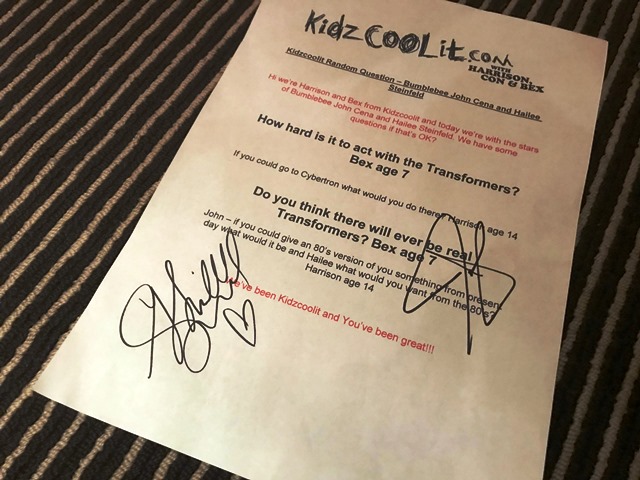 KidzCOOLit.com
WITH
HARRISON,
CON & BEX
Kidzcoolit Random Question – Bumblebee John Cena and Hailee
Steinfeld
Hi we're Harrison and Bex from Kidzcoolit and today we're with the stars
of Bumblebee John Cena and Hailee Steinfeld. We have some
questions if that's OK?
How hard is it to act with the Transformers?
Bex age 7
If you could go to Cybertron what would you do there? Harrison age 14
Do you think there will ever be real
Transformers? Bex age 7
John – if you could give an 80's version of you something from present
day what would it be and Hailee what would you want from the 80's?
Harrison age 14
We've been Kidzcoolit and You've been great!!!